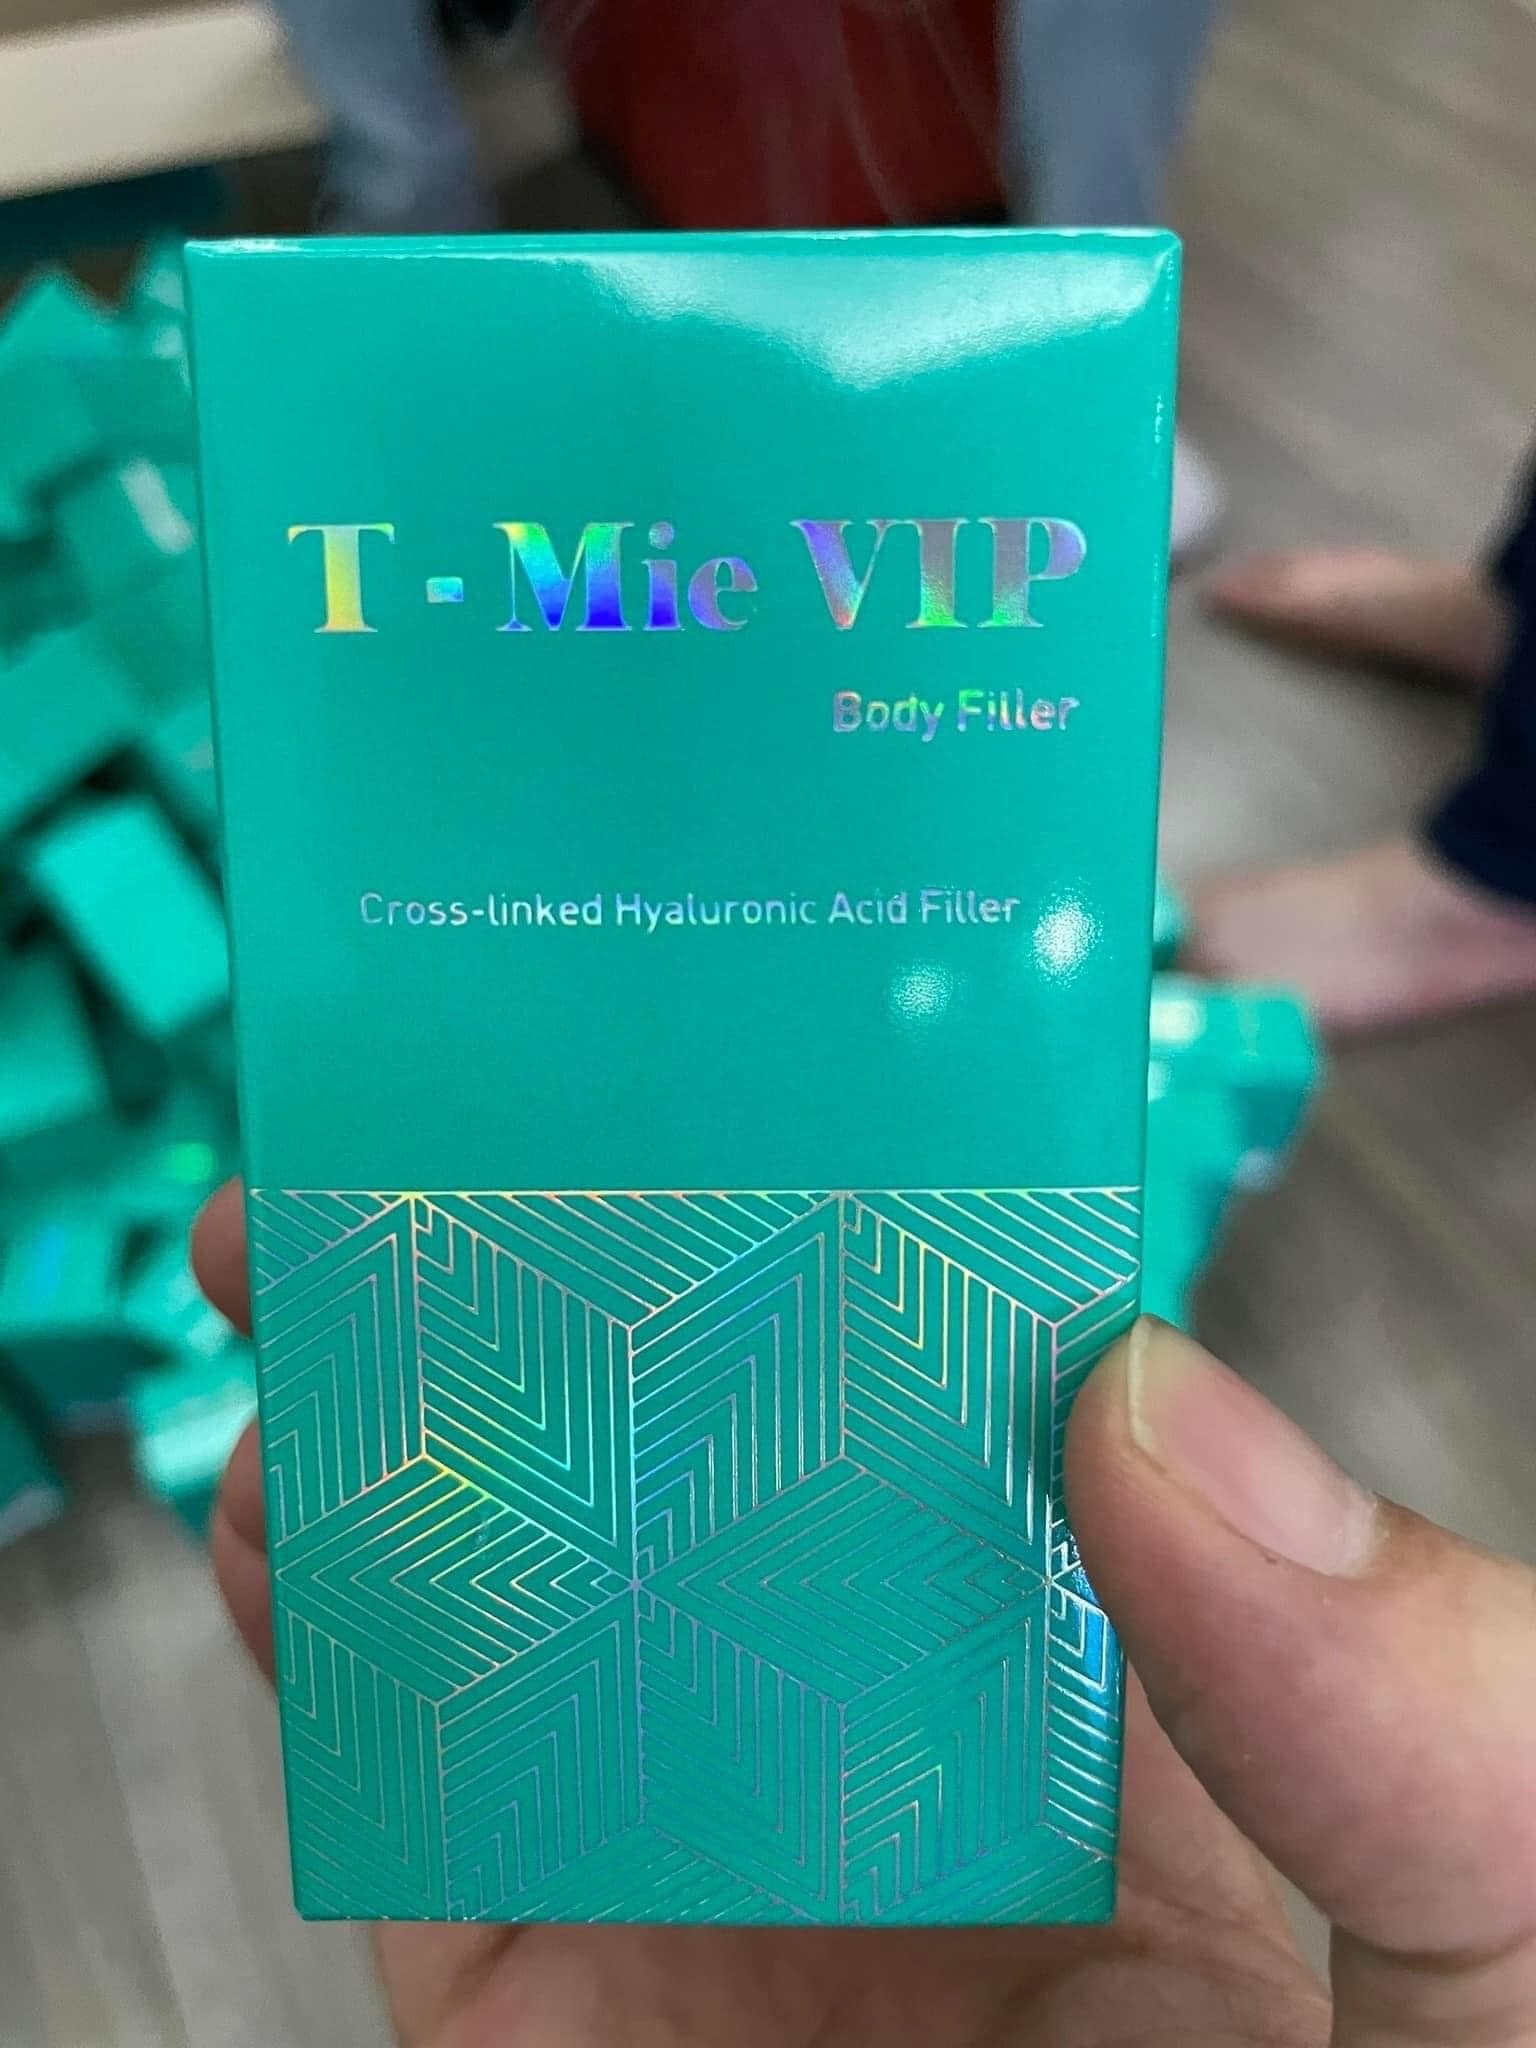 T - Mie VIP
Body Filler
Cross-linked Hyaluronic Acid Filler